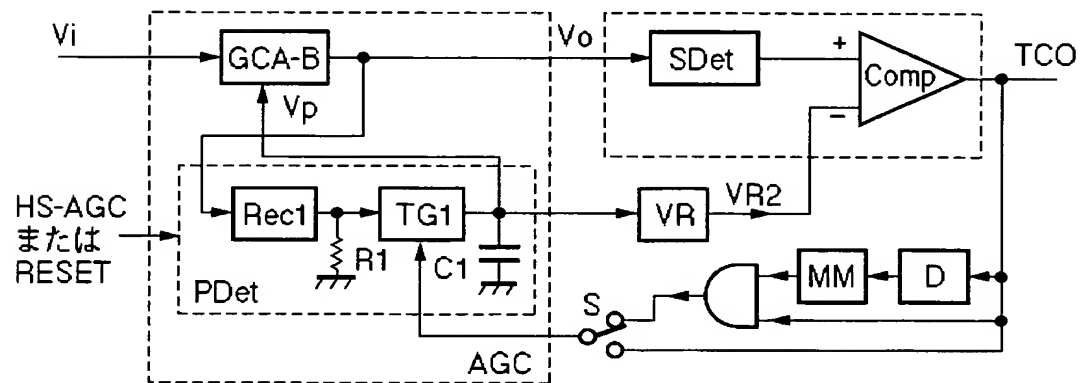 Vi
GCA-B
Vo
SDet
+
−
Comp
TCO
Vp
HS-AGC
または
RESET
Rec1
TG1
R1
C1
PDet
AGC
VR
VR2
MM
D
S